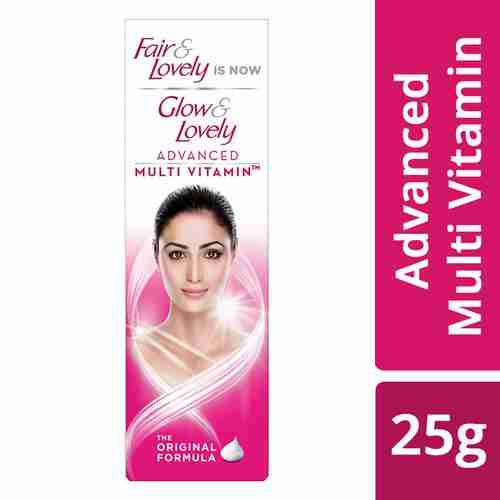 Fair &
Lovely IS NOW
Glow &
Lovely
ADVANCED
MULTI VITAMIN™
THE
ORIGINAL
FORMULA
Advanced
Multi Vitamin
25g